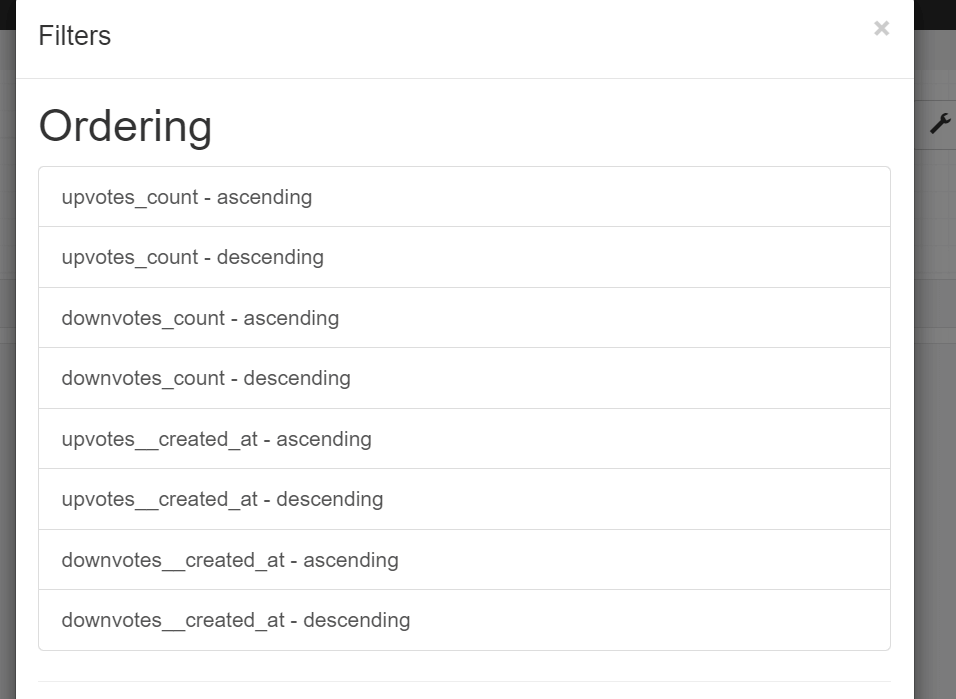 Filters
×
Ordering
upvotes_count - ascending
upvotes_count - descending
downvotes_count - ascending
downvotes_count - descending
upvotes__created_at - ascending
upvotes__created_at - descending
downvotes__created_at - ascending
downvotes__created_at - descending